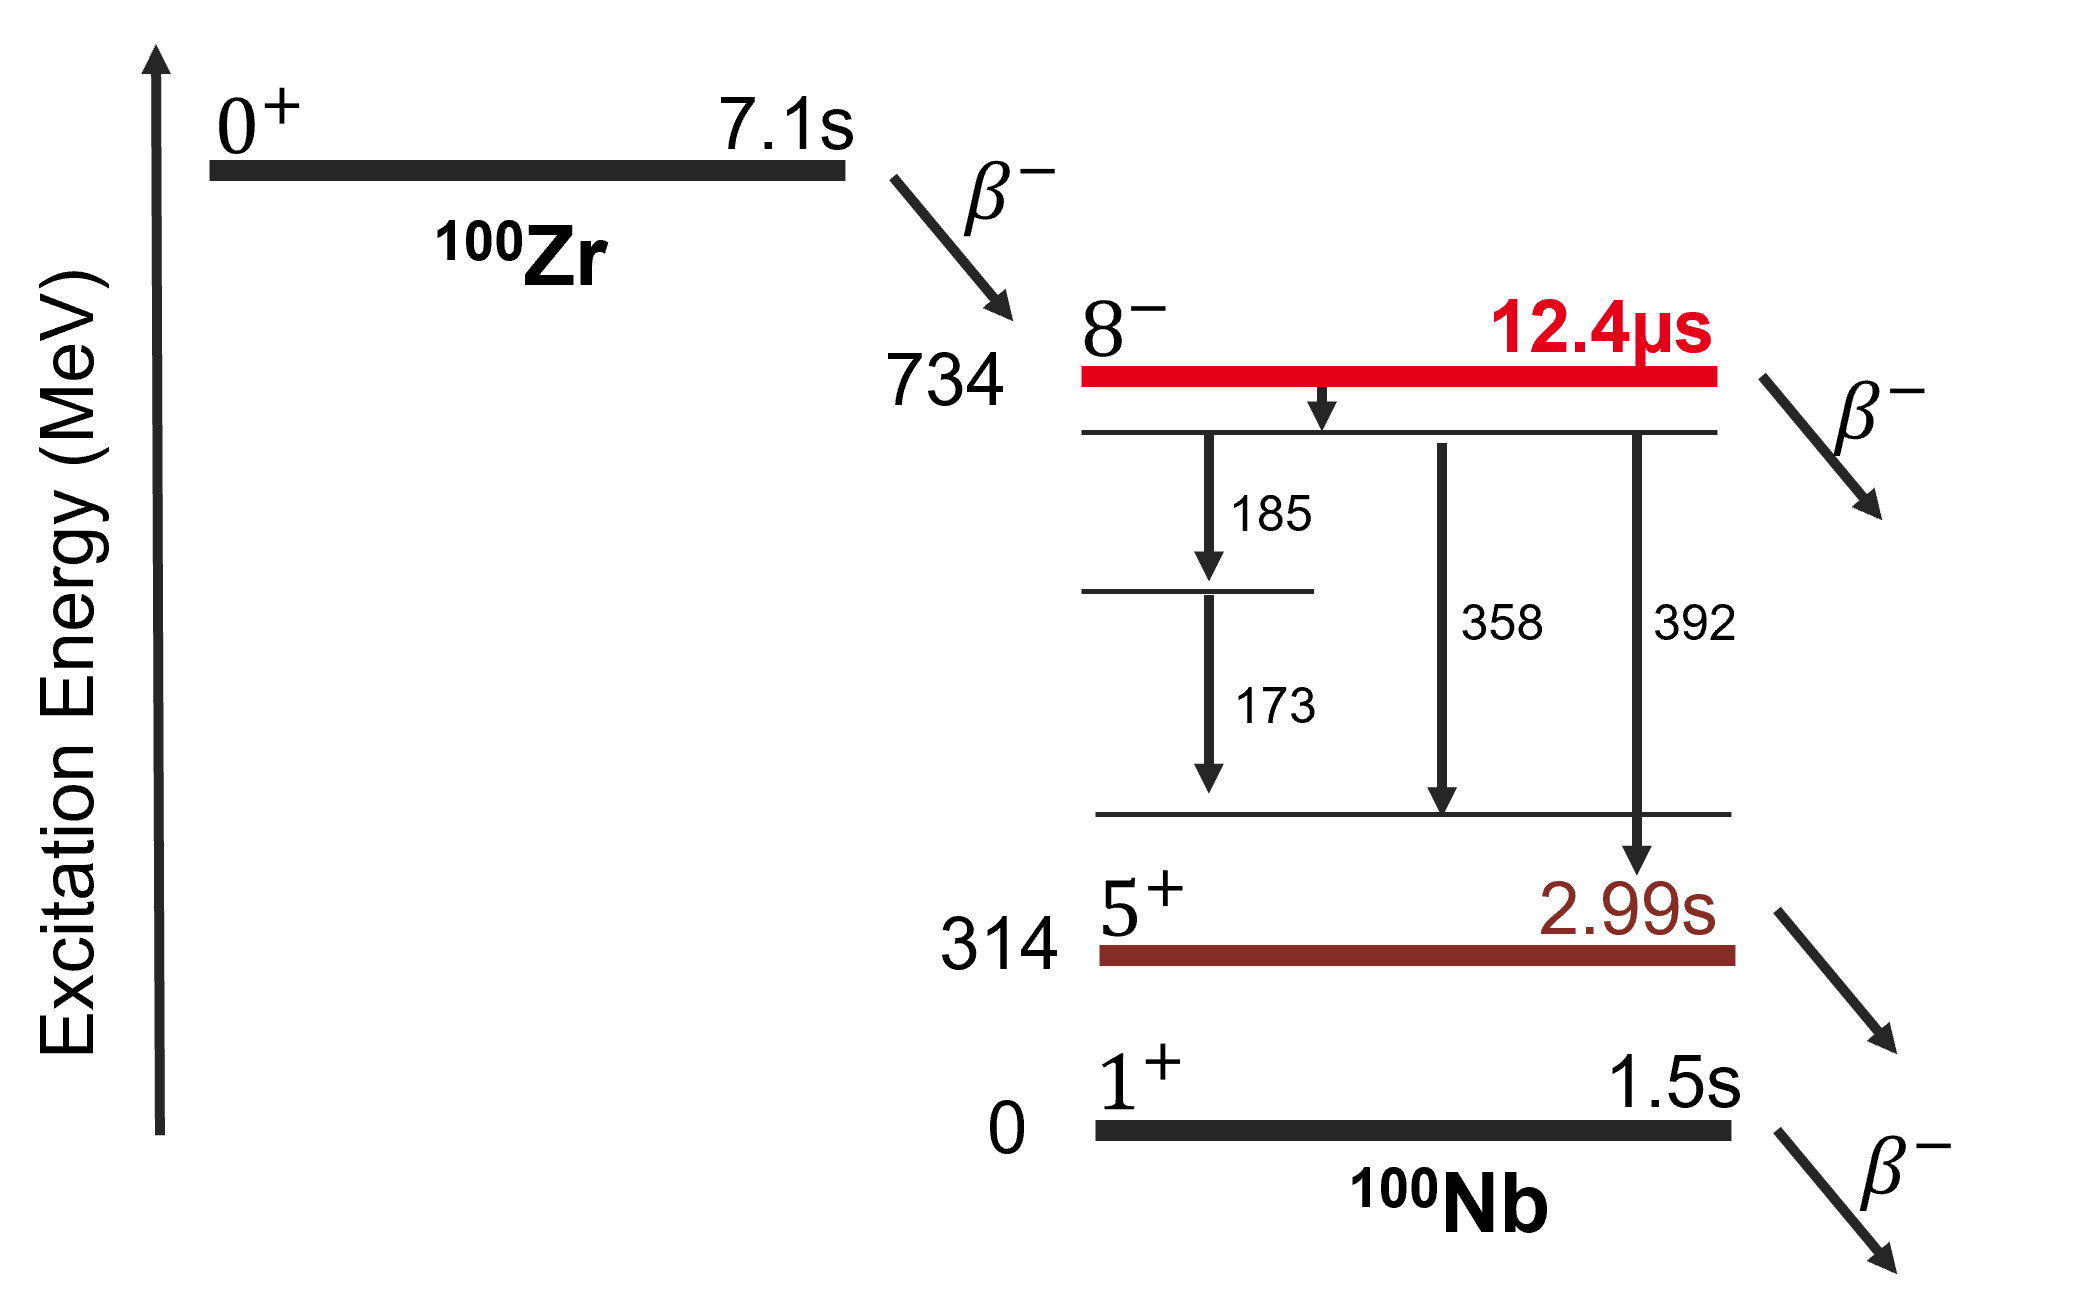 Excitation Energy (MeV)
0⁺ 7.1s
¹⁰⁰Zr
β⁻
8⁻ 12.4µs
734
β⁻
185
358
392
173
5⁺ 2.99s
314
1⁺ 1.5s
0
β⁻
¹⁰⁰Nb